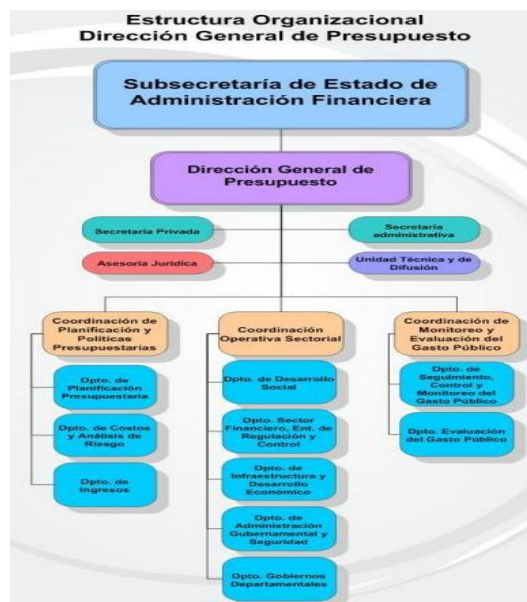 Estructura Organizacional
Dirección General de Presupuesto
Subsecretaría de Estado de
Administración Financiera
Dirección General de
Presupuesto
Secretaría Privada
Secretaría
administrativa
Asesoría Jurídica
Unidad Técnica y de
Difusión
Coordinación de
Planificación y
Políticas
Presupuestarias
Coordinación
Operativa Sectorial
Coordinación de
Monitoreo y
Evaluación del
Gasto Público
Dpto. de
Planificación
Presupuestaria
Dpto. de Costos
y Análisis de
Riesgo
Dpto. de
Ingresos
Dpto. de Desarrollo
Social
Dpto. Sector
Financiero, Ent. de
Regulación y
Control
Dpto. de
Infraestructura y
Desarrollo
Económico
Dpto. de
Administración
Gubernamental y
Seguridad
Dpto. Gobiernos
Departamentales
Dpto. de
Seguimiento,
Control y
Monitoreo del
Gasto Público
Dpto. Evaluación
del Gasto Público